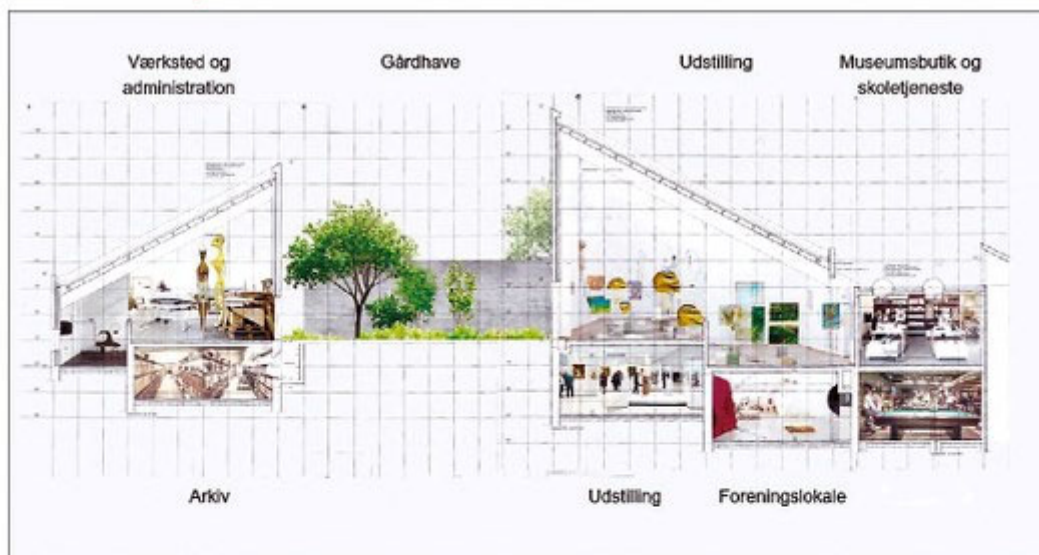 Værksted og
administration
Gårdhave
Udstilling
Museumsbutik og
skoletjeneste
Arkiv
Udstilling
Foreningslokale